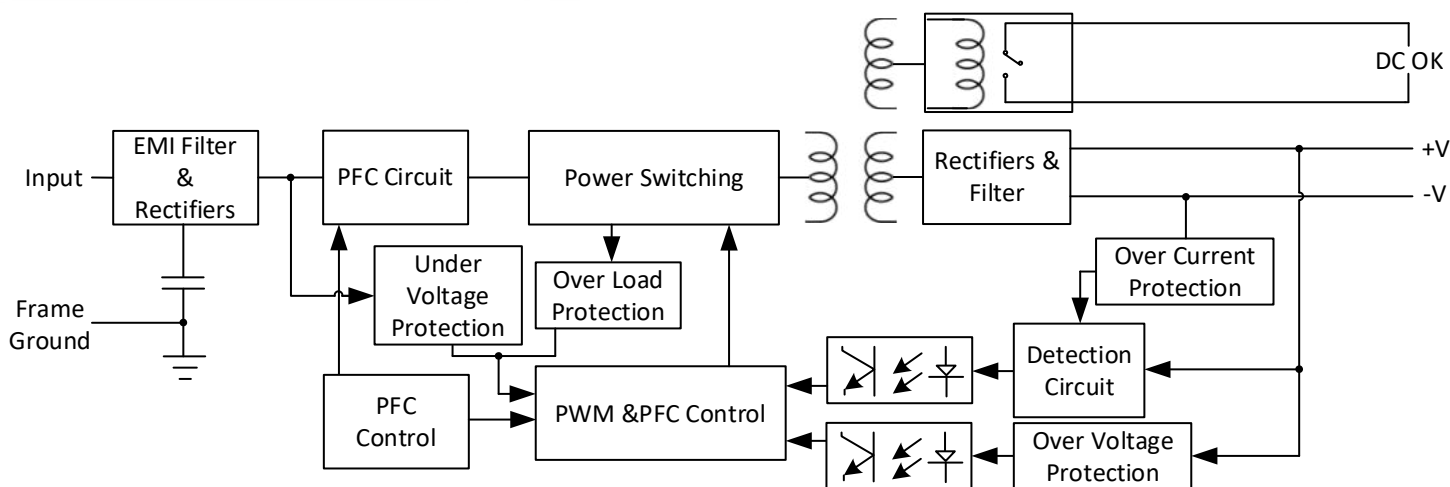 DC OK
Input
EMI Filter
&
Rectifiers
PFC Circuit
Power Switching
Rectifiers &
Filter
+V
-V
Frame
Ground
Under
Voltage
Protection
Over Load
Protection
Over Current
Protection
PFC
Control
PWM &PFC Control
Detection
Circuit
Over Voltage
Protection